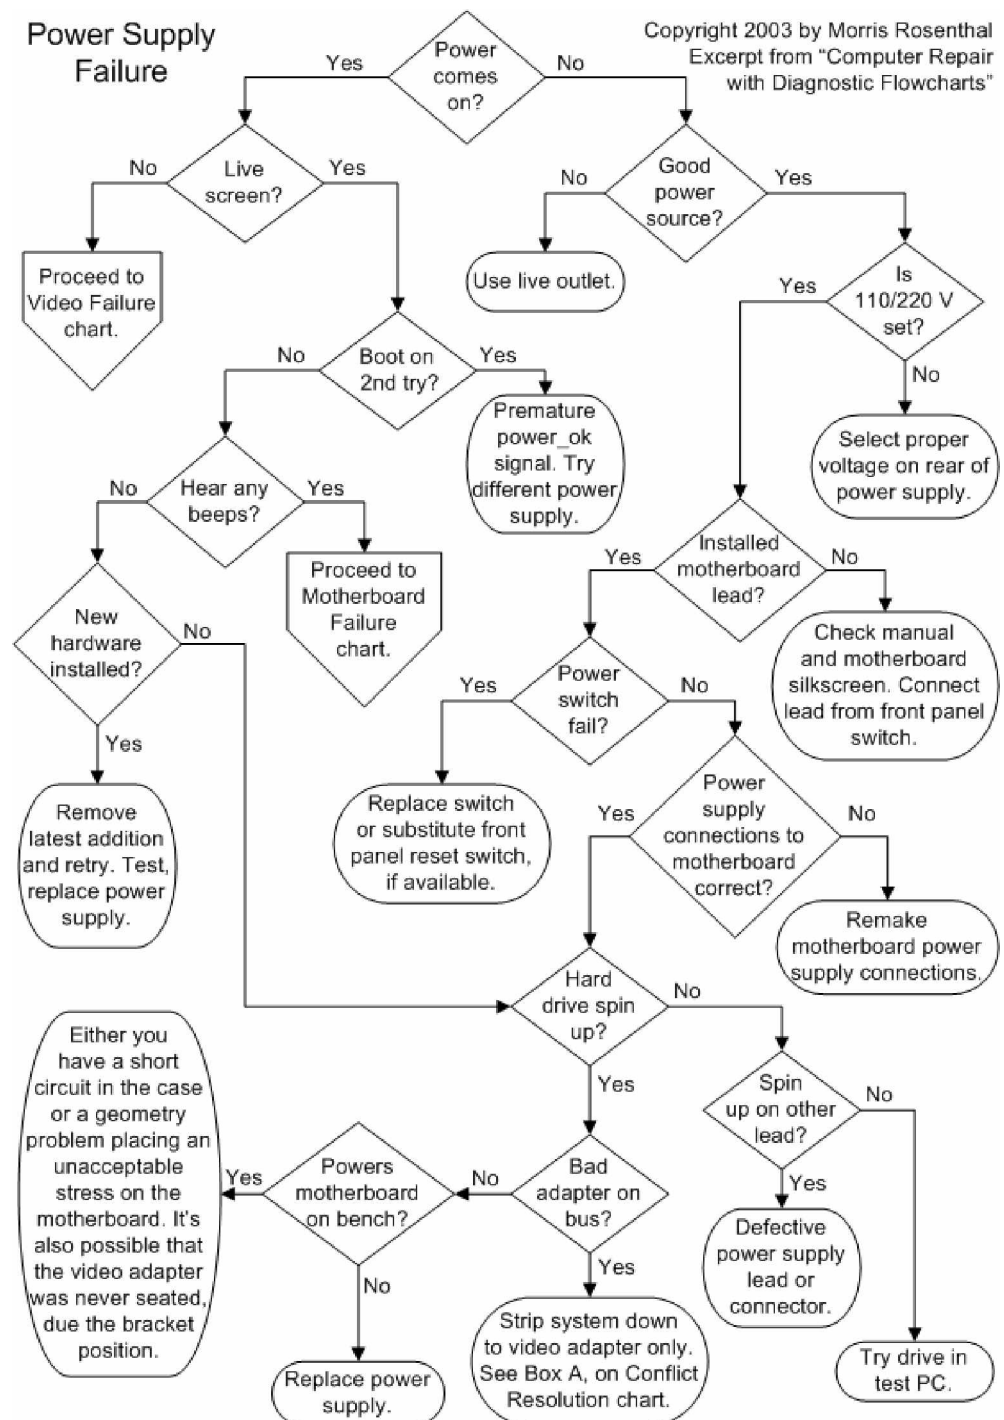 Power Supply
Failure
Copyright 2003 by Morris Rosenthal
Excerpt from “Computer Repair
with Diagnostic Flowcharts”
Power
comes
on?
Yes
No
Live
screen?
No
Yes
Good
power
source?
No
Yes
Proceed to
Video Failure
chart.
Use live outlet.
Is
110/220 V
set?
Yes
No
Boot on
2nd try?
No
Yes
Premature
power_ok
signal. Try
different power
supply.
Select proper
voltage on rear of
power supply.
Hear any
beeps?
No
Yes
Proceed to
Motherboard
Failure
chart.
Installed
motherboard
lead?
Yes
No
New
hardware
installed?
No
Yes
Check manual
and motherboard
silkscreen. Connect
lead from front panel
switch.
Power
switch
fail?
Yes
No
Remove
latest addition
and retry. Test,
replace power
supply.
Replace switch
or substitute front
panel reset switch,
if available.
Power
supply
connections to
motherboard
correct?
Yes
No
Remake
motherboard power
supply connections.
Hard
drive spin
up?
No
Yes
Either you
have a short
circuit in the case
or a geometry
problem placing an
unacceptable
stress on the
motherboard. It's
also possible that
the video adapter
was never seated,
due the bracket
position.
Spin
up on other
lead?
No
Yes
Powers
motherboard
on bench?
Yes
No
Bad
adapter on
bus?
No
Yes
Defective
power supply
lead or
connector.
Replace power
supply.
Strip system down
to video adapter only.
See Box A, on Conflict
Resolution chart.
Try drive in
test PC.